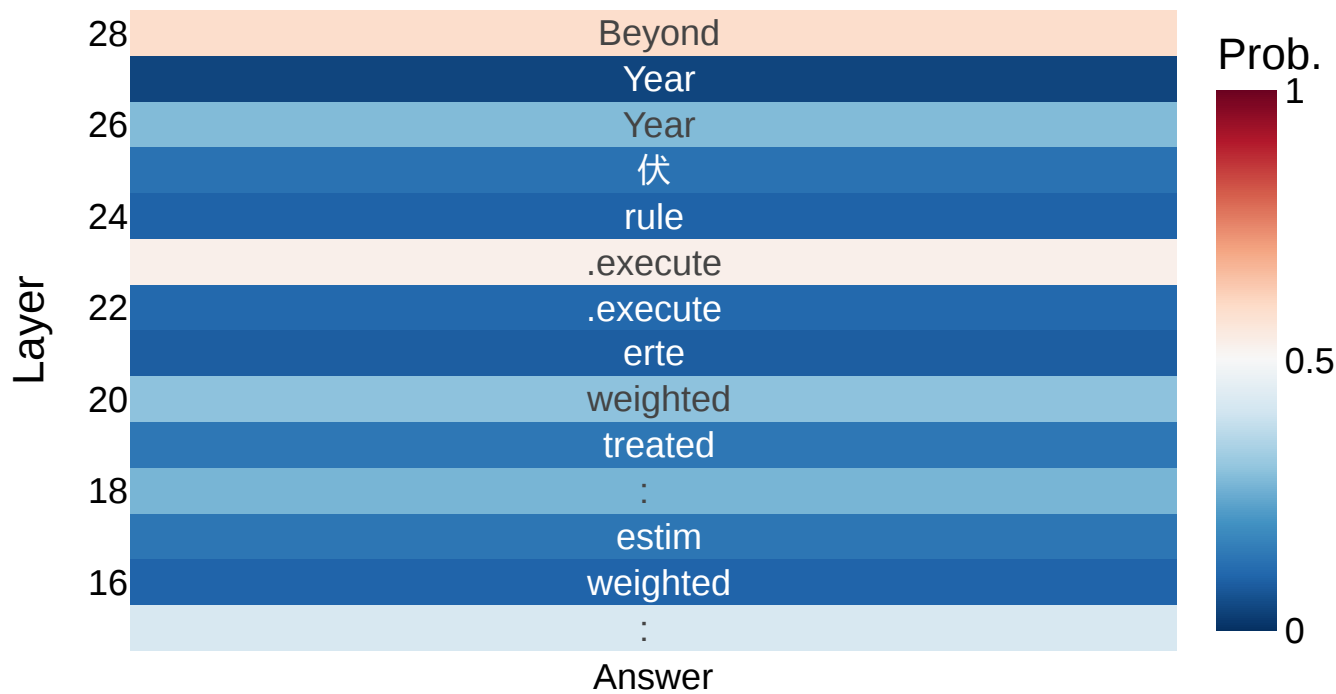 28 Beyond
Year
26 Year
伏
24 rule
.execute
22 .execute
erte
20 weighted
treated
18 :
estim
16 weighted
:
Answer
Layer
Prob.
1
0.5
0